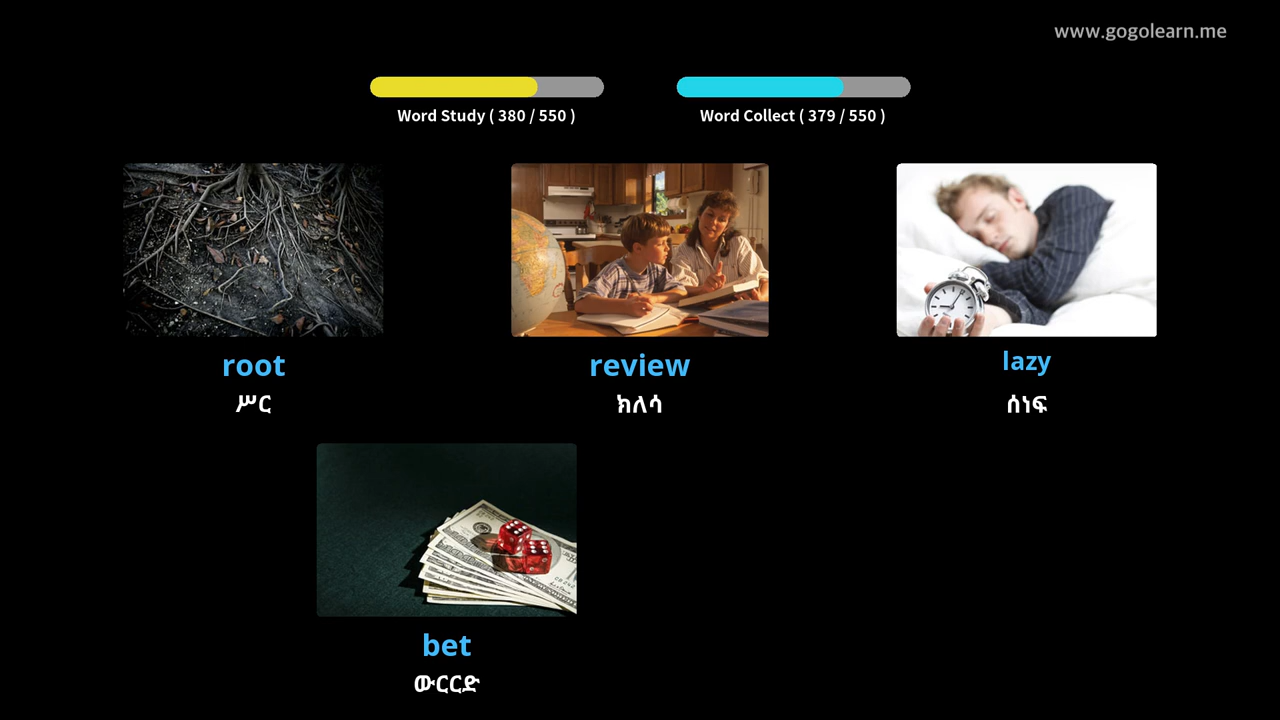 www.gogolearn.me
Word Study ( 380 / 550 )
Word Collect ( 379 / 550 )
root
ሥር
review
ክለሳ
lazy
ሰነፍ
bet
ውርርድ